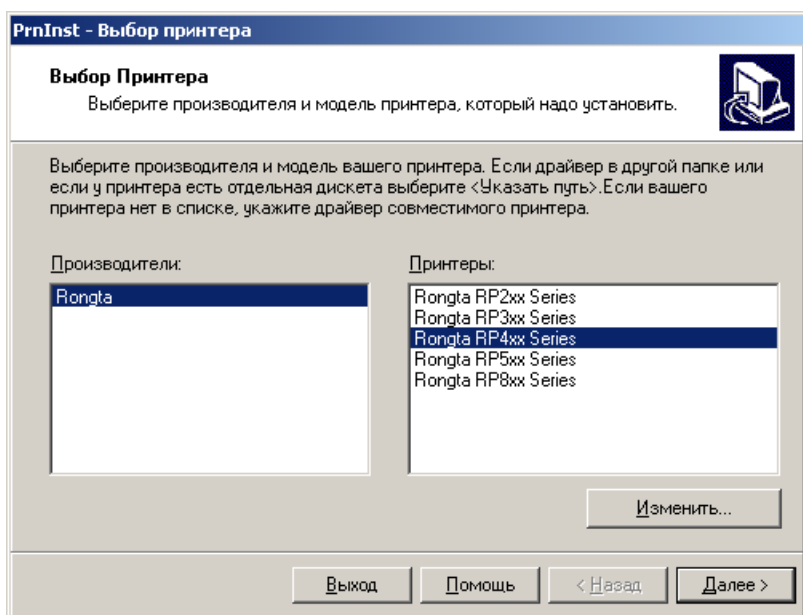 PrnInst - Выбор принтера
Выбор Принтера
Выберите производителя и модель принтера, который надо установить.
Выберите производителя и модель вашего принтера. Если драйвер в другой папке или
если у принтера есть отдельная дискета выберите <Указать путь>.Если вашего
принтера нет в списке, укажите драйвер совместимого принтера.
Производители:
Rongta
Принтеры:
Rongta RP2xx Series
Rongta RP3xx Series
Rongta RP4xx Series
Rongta RP5xx Series
Rongta RP8xx Series
Изменить...
Выход
Помощь
< Назад
Далее >